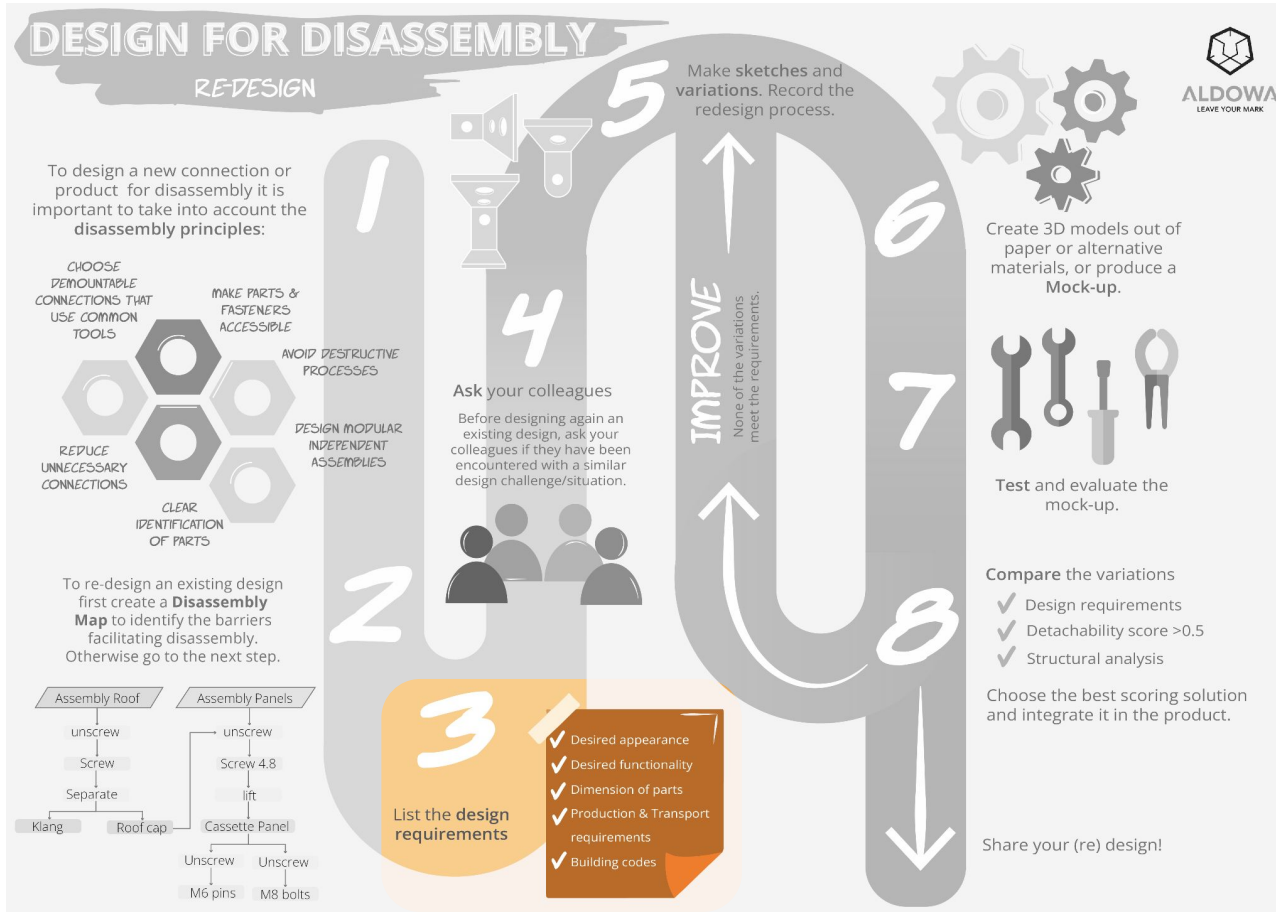 DESIGN FOR DISASSEMBLY
RE-DESIGN
ALDOWA
LEAVE YOUR MARK
1
To design a new connection or
product for disassembly it is
important to take into account the
disassembly principles:
CHOOSE
DEMOUNTABLE
CONNECTIONS THAT
USE COMMON
TOOLS
MAKE PARTS &
FASTENERS
ACCESSIBLE
AVOID DESTRUCTIVE
PROCESSES
DESIGN MODULAR
INDEPENDENT
ASSEMBLIES
REDUCE
UNNECESSARY
CONNECTIONS
CLEAR
IDENTIFICATION
OF PARTS
2
To re-design an existing design
first create a Disassembly
Map to identify the barriers
facilitating disassembly.
Otherwise go to the next step.
Assembly Roof
unscrew
Screw
Separate
Klang
Roof cap
Assembly Panels
unscrew
Screw 4.8
lift
Cassette Panel
Unscrew
Unscrew
M6 pins
M8 bolts
3
List the design
requirements
Desired appearance
Desired functionality
Dimension of parts
Production & Transport
requirements
Building codes
4
Ask your colleagues
Before designing again an
existing design, ask your
colleagues if they have been
encountered with a similar
design challenge/situation.
5
Make sketches and
variations. Record the
redesign process.
6
Create 3D models out of
paper or alternative
materials, or produce a
Mock-up.
7
Test and evaluate the
mock-up.
8
Compare the variations
Design requirements
Detachability score >0.5
Structural analysis
Choose the best scoring solution
and integrate it in the product.
IMPROVE
None of the variations
meet the requirements.
Share your (re) design!